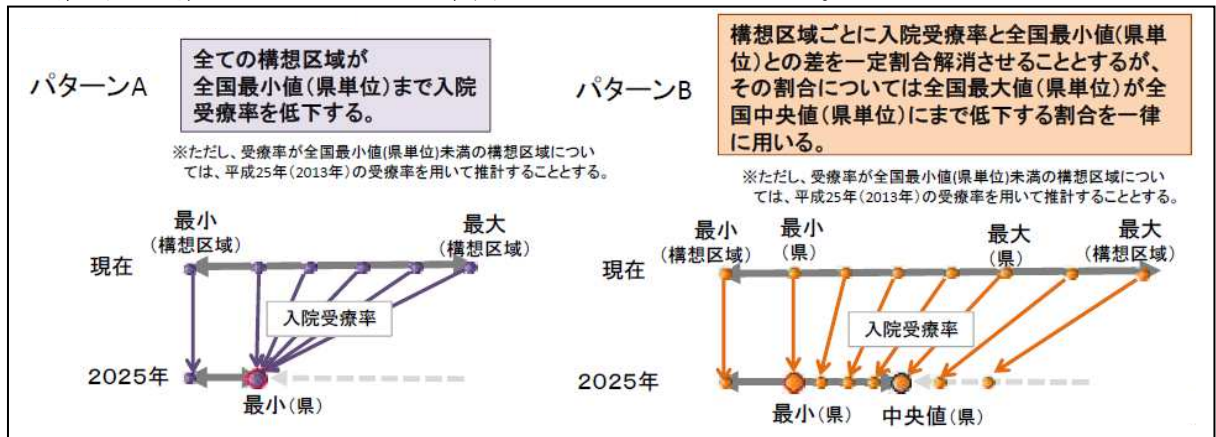 パターンA
全ての構想区域が
全国最小値(県単位)まで入院
受療率を低下する。
※ただし、受療率が全国最小値(県単位)未満の構想区域につい
ては、平成25年(2013年)の受療率を用いて推計することとする。
最小
(構想区域)
最大
(構想区域)
現在
入院受療率
2025年
最小(県)
パターンB
構想区域ごとに入院受療率と全国最小値(県単
位)との差を一定割合解消させることとするが、
その割合については全国最大値(県単位)が全
国中央値(県単位)にまで低下する割合を一律
に用いる。
※ただし、受療率が全国最小値(県単位)未満の構想区域につい
ては、平成25年(2013年)の受療率を用いて推計することとする。
最小
(構想区域)
最小
(県)
最大
(県)
最大
(構想区域)
現在
入院受療率
2025年
最小(県)
中央値(県)